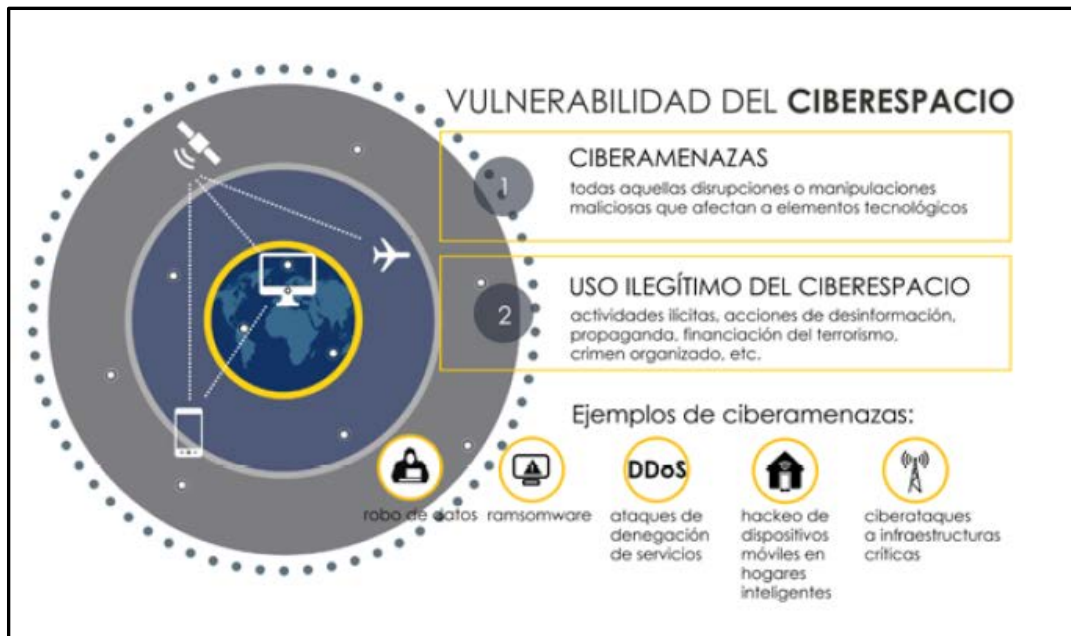 VULNERABILIDAD DEL CIBERESPACIO
1
CIBERAMENAZAS
todas aquellas disrupciones o manipulaciones
maliciosas que afectan a elementos tecnológicos
2
USO ILEGÍTIMO DEL CIBERESPACIO
actividades ilícitas, acciones de desinformación,
propaganda, financiación del terrorismo,
crimen organizado, etc.
Ejemplos de ciberamenazas:
robo de datos
ramsomware
DDoS
ataques de
denegación
de servicios
hackeo de
dispositivos
móviles en
hogares
inteligentes
ciberataques
a infraestructuras
críticas